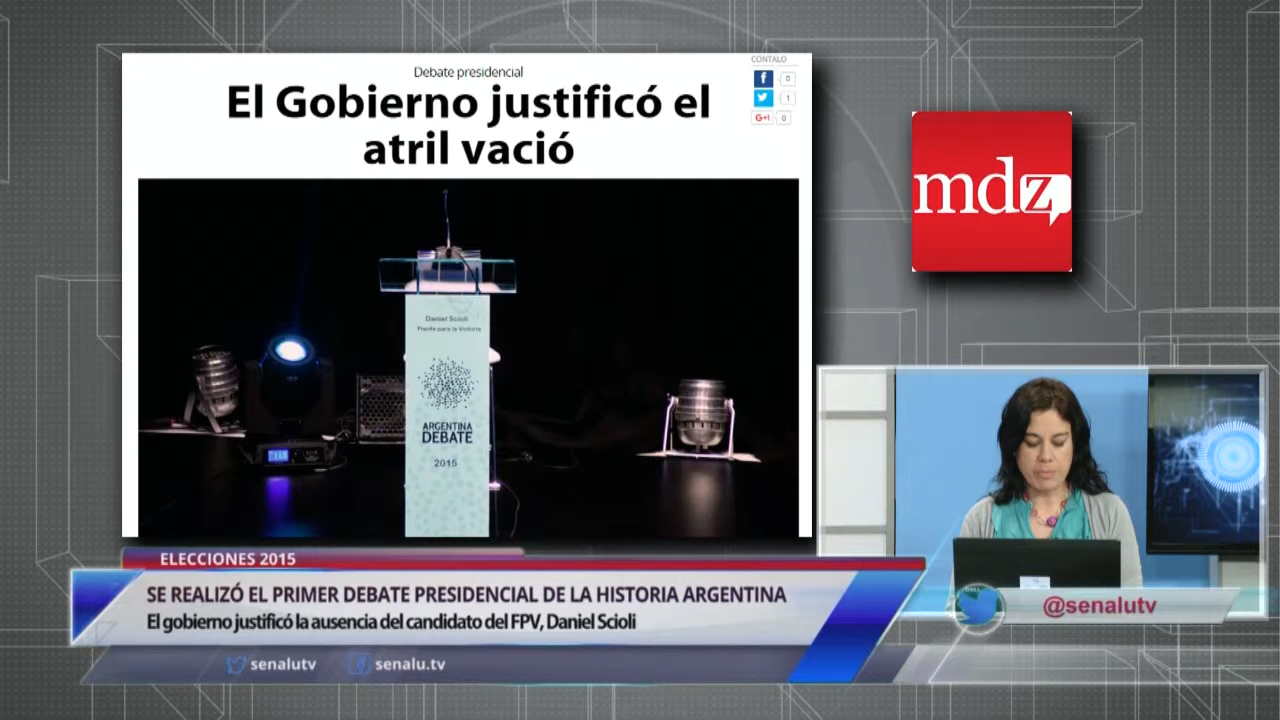 Debate presidencial
El Gobierno justificó el
atril vació
CONTALO
0
1
G+1 0
mdz
Daniel Scioli
Frente para la Victoria
ARGENTINA
DEBATE
2015
ELECCIONES 2015
SE REALIZÓ EL PRIMER DEBATE PRESIDENCIAL DE LA HISTORIA ARGENTINA
El gobierno justificó la ausencia del candidato del FPV, Daniel Scioli
senalutv senalu.tv
@senalutv